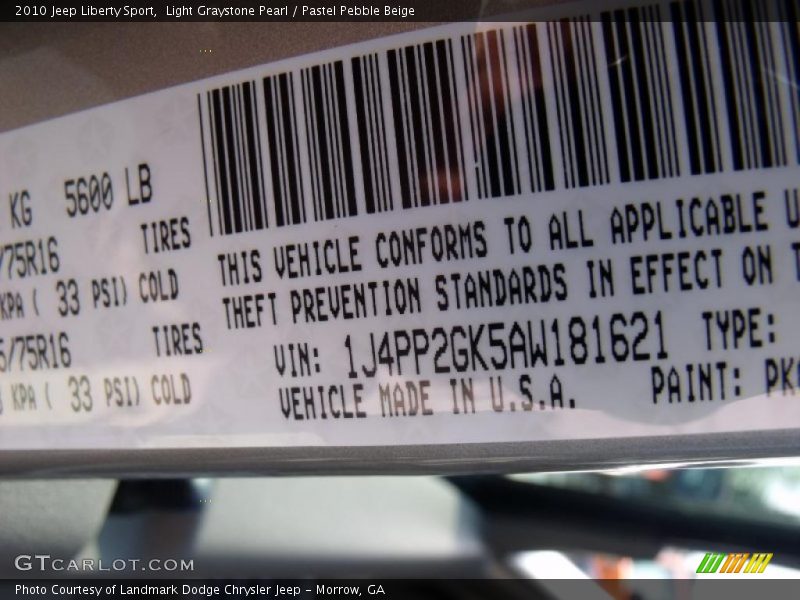 2010 Jeep Liberty Sport,  Light Graystone Pearl / Pastel Pebble Beige
KG 5600 LB
/75R16 TIRES
KPA ( 33 PSI) COLD
5/75R16 TIRES
KPA ( 33 PSI) COLD
THIS VEHICLE CONFORMS TO ALL APPLICABLE U
THEFT PREVENTION STANDARDS IN EFFECT ON T
VIN: 1J4PP2GK5AW181621 TYPE:
VEHICLE MADE IN U.S.A. PAINT: PK
GTCARLOT.COM
Photo Courtesy of Landmark Dodge Chrysler Jeep – Morrow, GA